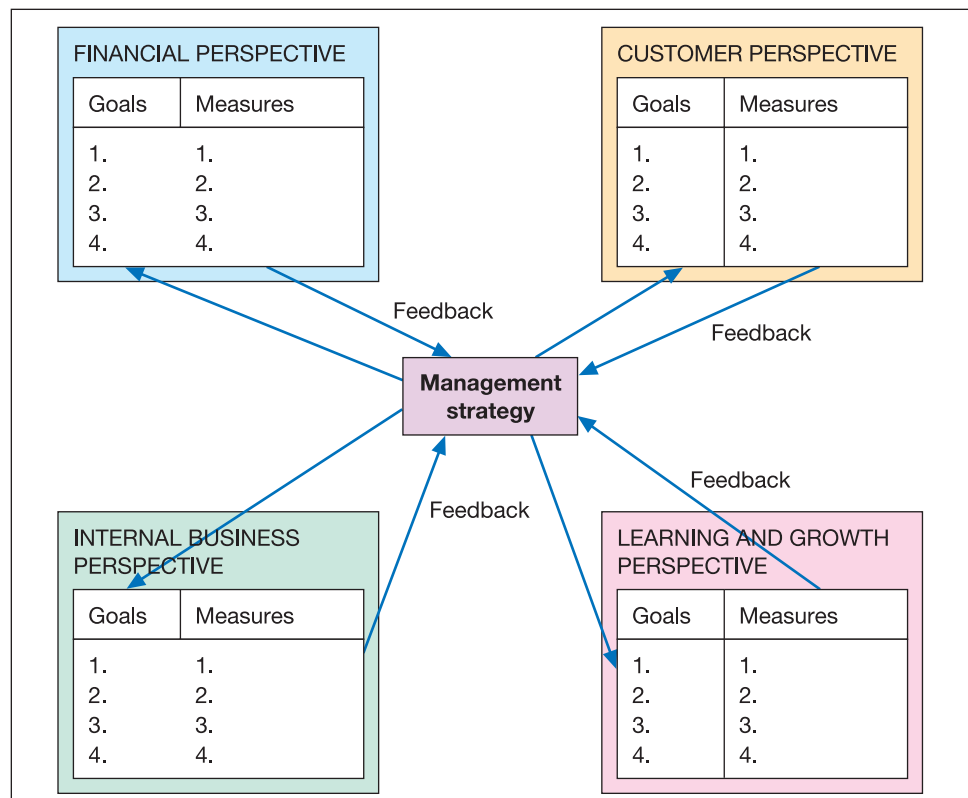 FINANCIAL PERSPECTIVE
Goals Measures
1. 1.
2. 2.
3. 3.
4. 4.
CUSTOMER PERSPECTIVE
Goals Measures
1. 1.
2. 2.
3. 3.
4. 4.
Feedback
Feedback
Management
strategy
Feedback
Feedback
INTERNAL BUSINESS
PERSPECTIVE
Goals Measures
1. 1.
2. 2.
3. 3.
4. 4.
LEARNING AND GROWTH
PERSPECTIVE
Goals Measures
1. 1.
2. 2.
3. 3.
4. 4.